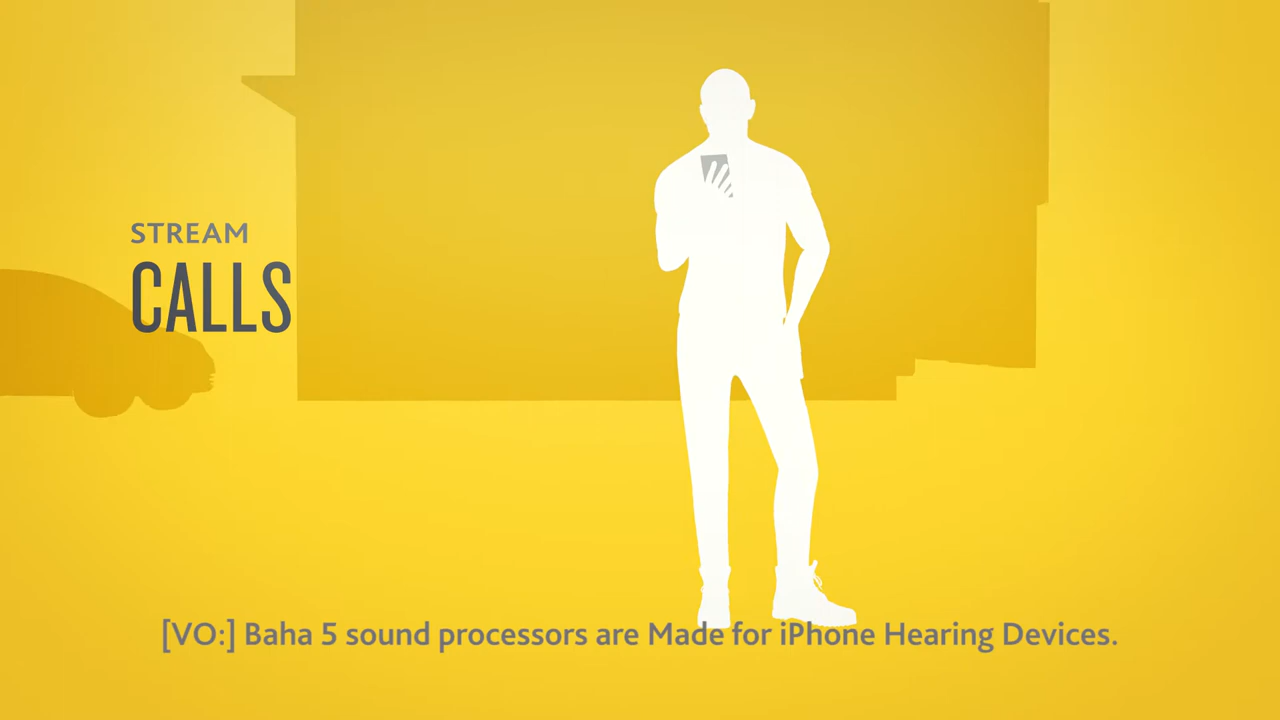 STREAM
CALLS
[VO:] Baha 5 sound processors are Made for iPhone Hearing Devices.